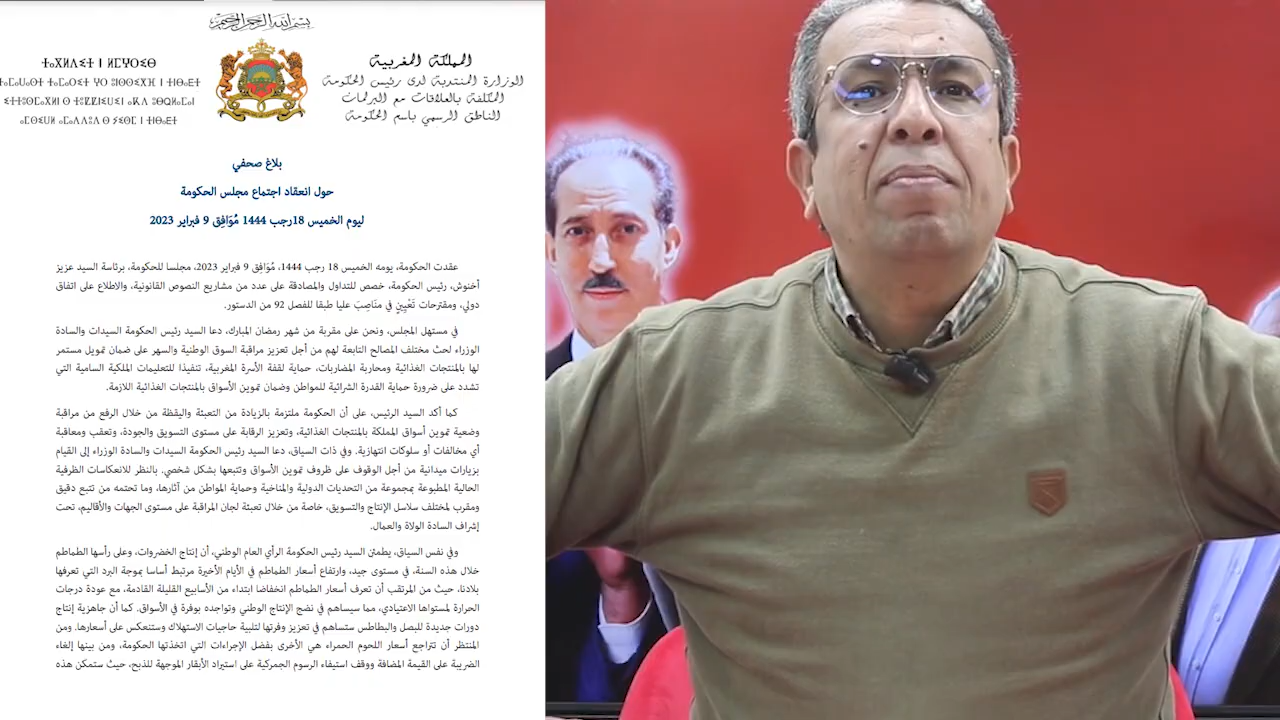 بسم الله الرحمن الرحيم
المملكة المغربية
الوزارة المنتدبة لدى رئيس الحكومة
المكلفة بالعلاقات مع البرلمان
الناطق الرسمي باسم الحكومة
ⵜⴰⴳⵍⴷⵉⵜ ⵏ ⵍⵎⵖⵔⵉⴱ
بلاغ صحفي
حول انعقاد اجتماع مجلس الحكومة
ليوم الخميس 18رجب 1444 مُوَافِق 9 فبراير 2023
عقدت الحكومة، يومه الخميس 18 رجب 1444، مُوَافِق 9 فبراير 2023، مجلسا للحكومة، برئاسة السيد عزيز
أخنوش، رئيس الحكومة، خصص للتداول والمصادقة على عدد من مشاريع النصوص القانونية، والاطلاع على اتفاق
دولي، ومقترحات تَعْيِينٍ في مَنَاصِبَ عليا طبقا للفصل 92 من الدستور.
في مستهل المجلس، ونحن على مقربة من شهر رمضان المبارك، دعا السيد رئيس الحكومة السيدات والسادة
الوزراء لحث مختلف المصالح التابعة لهم من أجل تعزيز مراقبة السوق الوطنية والسهر على ضمان تمويل مستمر
لها بالمنتجات الغذائية ومحاربة المضاربات، حماية لقفة الأسرة المغربية، تنفيذا للتعليمات الملكية السامية التي
تشدد على ضرورة حماية القدرة الشرائية للمواطن وضمان تموين الأسواق بالمنتجات الغذائية اللازمة.
كما أكد السيد الرئيس، على أن الحكومة ملتزمة بالزيادة من التعبئة واليقظة من خلال الرفع من مراقبة
وضعية تموين أسواق المملكة بالمنتجات الغذائية، وتعزيز الرقابة على مستوى التسويق والجودة، وتعقب ومعاقبة
أي مخالفات أو سلوكات انتهازية. وفي ذات السياق، دعا السيد رئيس الحكومة السيدات والسادة الوزراء إلى القيام
بزيارات ميدانية من أجل الوقوف على ظروف تموين الأسواق وتتبعها بشكل شخصي. بالنظر للانعكاسات الظرفية
الحالية المطبوعة بمجموعة من التحديات الدولية والمناخية وحماية المواطن من آثارها، وما تحتمه من تتبع دقيق
ومقرب لمختلف سلاسل الإنتاج والتسويق، خاصة من خلال تعبئة لجان المراقبة على مستوى الجهات والأقاليم، تحت
إشراف السادة الولاة والعمال.
وفي نفس السياق، يطمئن السيد رئيس الحكومة الرأي العام الوطني، أن إنتاج الخضروات، وعلى رأسها الطماطم
خلال هذه السنة، في مستوى جيد، وارتفاع أسعار الطماطم في الأيام الأخيرة مرتبط أساسا بموجة البرد التي تعرفها
بلادنا، حيث من المرتقب أن تعرف أسعار الطماطم انخفاضا ابتداء من الأسابيع القليلة القادمة، مع عودة درجات
الحرارة لمستواها الاعتيادي، مما سيساهم في نضج الإنتاج الوطني وتواجده بوفرة في الأسواق. كما أن جاهزية إنتاج
دورات جديدة للبصل والبطاطس ستساهم في تعزيز وفرتها لتلبية حاجيات الاستهلاك وستنعكس على أسعارها. ومن
المنتظر أن تتراجع أسعار اللحوم الحمراء هي الأخرى بفضل الإجراءات التي اتخذتها الحكومة، ومن بينها إلغاء
الضريبة على القيمة المضافة ووقف استيفاء الرسوم الجمركية على استيراد الأبقار الموجهة للذبح، حيث ستمكن هذه